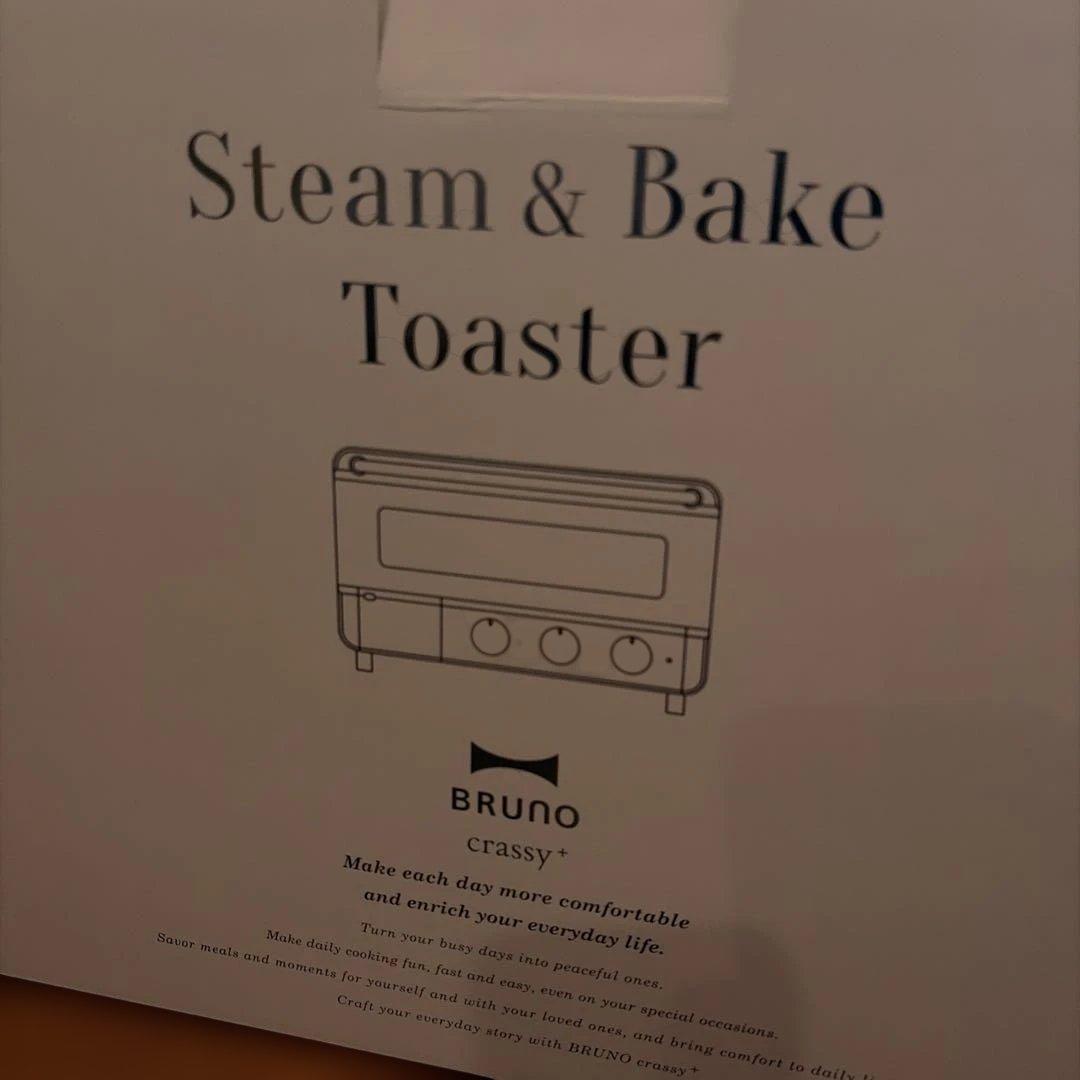 Steam & Bake
Toaster
BRUNO
crassy+
Make each day more comfortable
and enrich your everyday life.
Turn your busy days into peaceful ones.
Make daily cooking fun, fast and easy, even on your special occasions.
Savor meals and moments for yourself and with your loved ones, and bring comfort to daily
Craft your everyday story with BRUNO crassy+